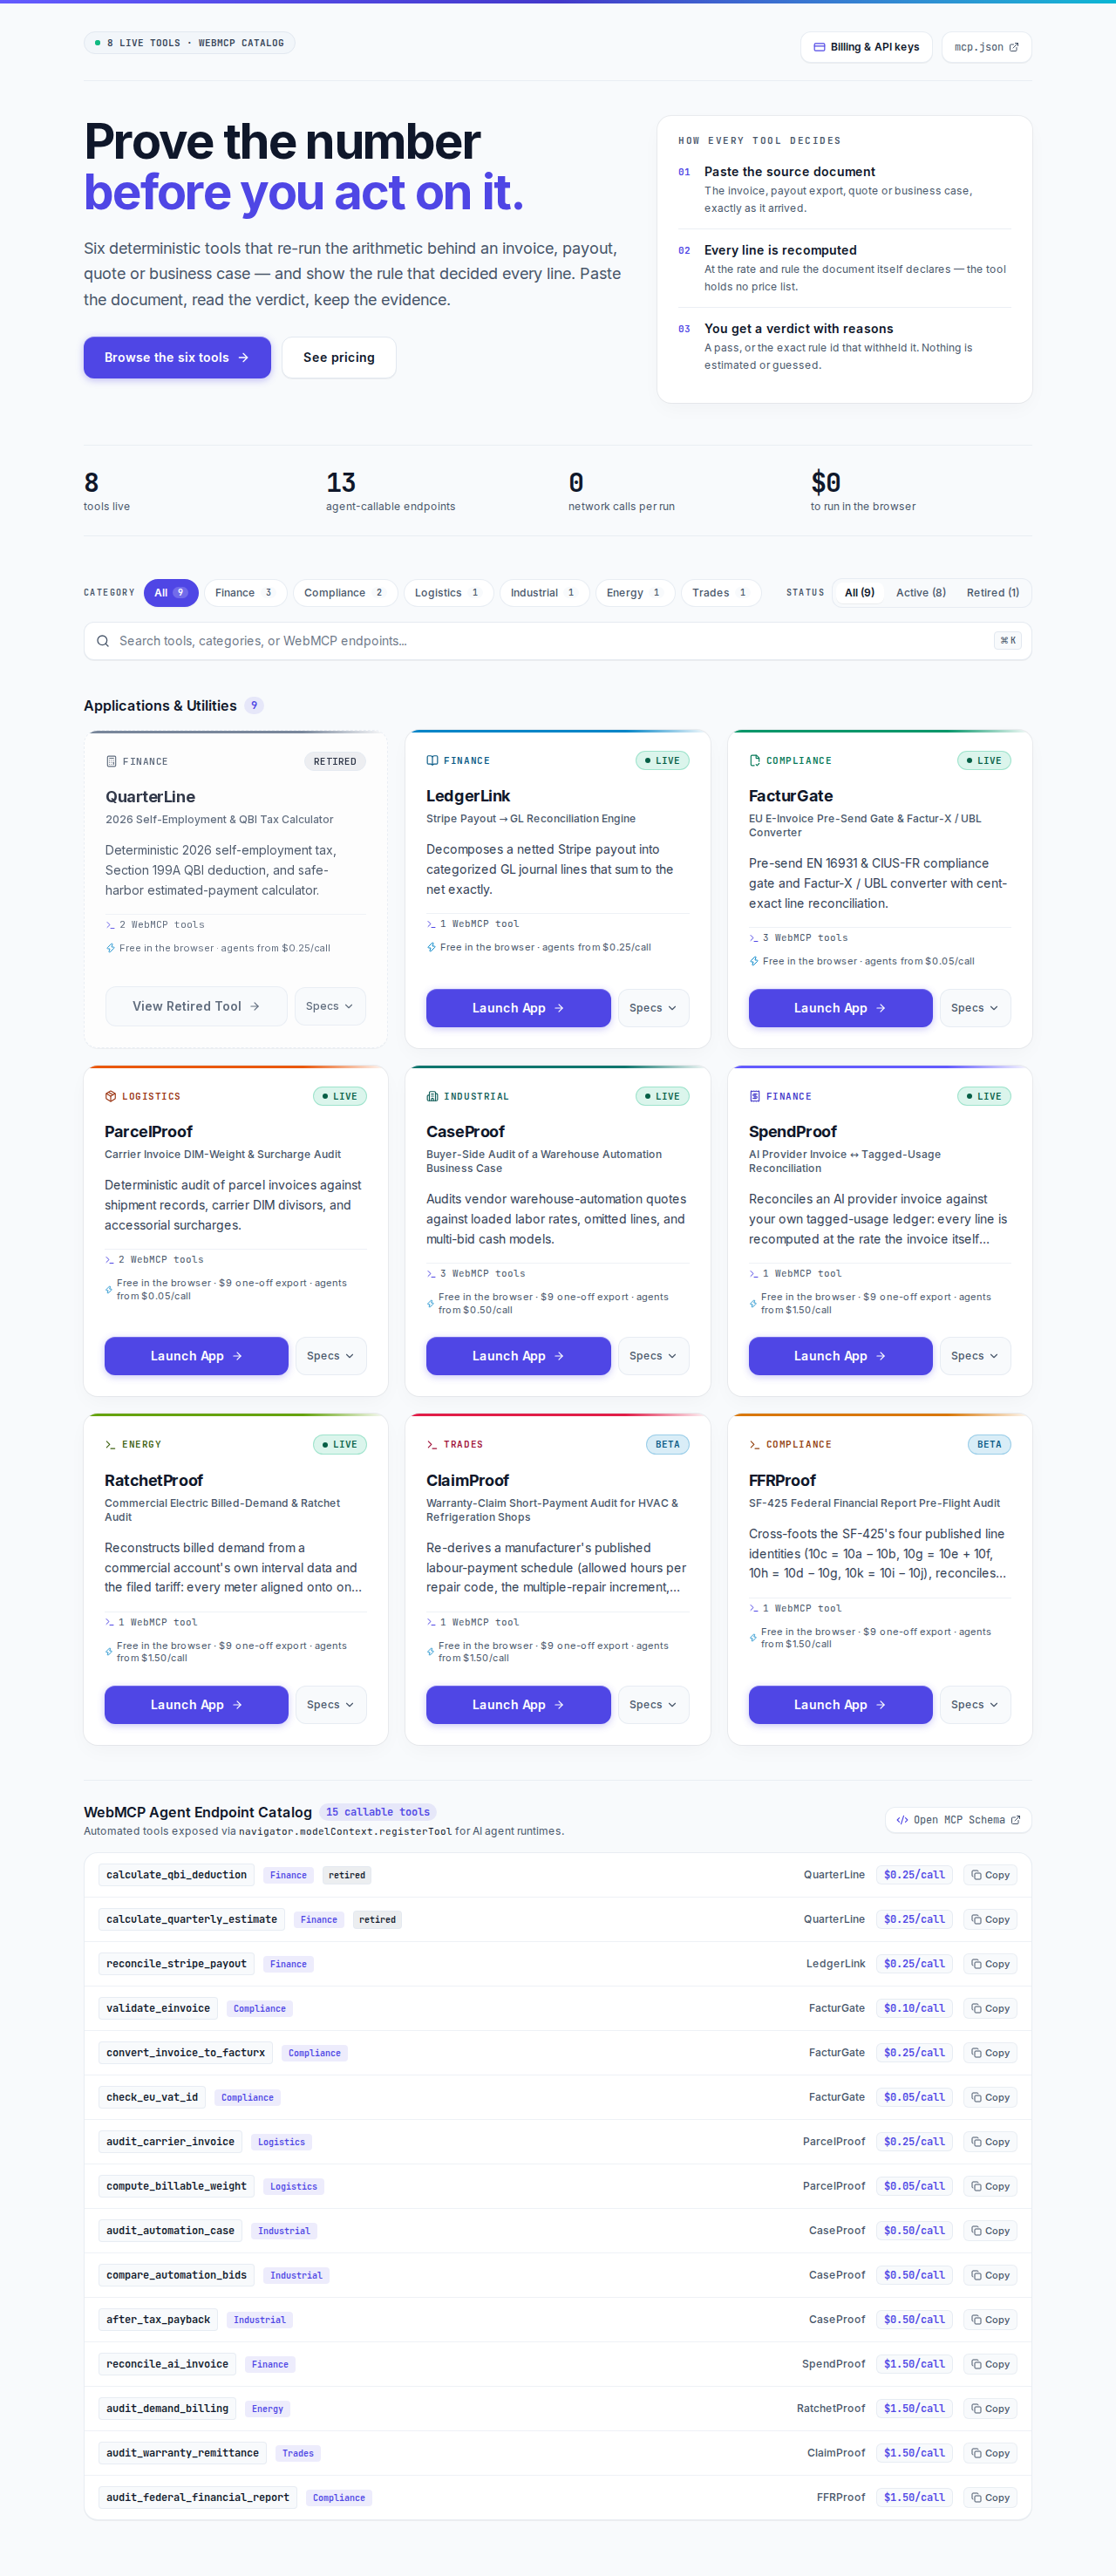 8 LIVE TOOLS · WEBMCP CATALOG
Billing & API keys
mcp.json
Prove the number
before you act on it.
Six deterministic tools that re-run the arithmetic behind an invoice, payout,
quote or business case — and show the rule that decided every line. Paste
the document, read the verdict, keep the evidence.
Browse the six tools →
See pricing
HOW EVERY TOOL DECIDES
01 Paste the source document
The invoice, payout export, quote or business case,
exactly as it arrived.
02 Every line is recomputed
At the rate and rule the document itself declares — the tool
holds no price list.
03 You get a verdict with reasons
A pass, or the exact rule id that withheld it. Nothing is
estimated or guessed.
8
tools live
13
agent-callable endpoints
0
network calls per run
$0
to run in the browser
CATEGORY All 9 Finance 3 Compliance 2 Logistics 1 Industrial 1 Energy 1 Trades 1
STATUS All (9) Active (8) Retired (1)
Search tools, categories, or WebMCP endpoints...
⌘K
Applications & Utilities 9
FINANCE RETIRED
QuarterLine
2026 Self-Employment & QBI Tax Calculator
Deterministic 2026 self-employment tax,
Section 199A QBI deduction, and safe-
harbor estimated-payment calculator.
2 WebMCP tools
Free in the browser · agents from $0.25/call
View Retired Tool →
Specs
FINANCE LIVE
LedgerLink
Stripe Payout → GL Reconciliation Engine
Decomposes a netted Stripe payout into
categorized GL journal lines that sum to the
net exactly.
1 WebMCP tool
Free in the browser · agents from $0.25/call
Launch App →
Specs
COMPLIANCE LIVE
FacturGate
EU E-Invoice Pre-Send Gate & Factur-X / UBL
Converter
Pre-send EN 16931 & CIUS-FR compliance
gate and Factur-X / UBL converter with cent-
exact line reconciliation.
3 WebMCP tools
Free in the browser · agents from $0.05/call
Launch App →
Specs
LOGISTICS LIVE
ParcelProof
Carrier Invoice DIM-Weight & Surcharge Audit
Deterministic audit of parcel invoices against
shipment records, carrier DIM divisors, and
accessorial surcharges.
2 WebMCP tools
Free in the browser · $9 one-off export · agents
from $0.05/call
Launch App →
Specs
INDUSTRIAL LIVE
CaseProof
Buyer-Side Audit of a Warehouse Automation
Business Case
Audits vendor warehouse-automation quotes
against loaded labor rates, omitted lines, and
multi-bid cash models.
3 WebMCP tools
Free in the browser · $9 one-off export · agents
from $0.50/call
Launch App →
Specs
FINANCE LIVE
SpendProof
AI Provider Invoice ↔ Tagged-Usage
Reconciliation
Reconciles an AI provider invoice against
your own tagged-usage ledger: every line is
recomputed at the rate the invoice itself...
1 WebMCP tool
Free in the browser · $9 one-off export · agents
from $1.50/call
Launch App →
Specs
ENERGY LIVE
RatchetProof
Commercial Electric Billed-Demand & Ratchet
Audit
Reconstructs billed demand from a
commercial account's own interval data and
the filed tariff: every meter aligned onto on...
1 WebMCP tool
Free in the browser · $9 one-off export · agents
from $1.50/call
Launch App →
Specs
TRADES BETA
ClaimProof
Warranty-Claim Short-Payment Audit for HVAC &
Refrigeration Shops
Re-derives a manufacturer's published
labour-payment schedule (allowed hours per
repair code, the multiple-repair increment,...
1 WebMCP tool
Free in the browser · $9 one-off export · agents
from $1.50/call
Launch App →
Specs
COMPLIANCE BETA
FFRProof
SF-425 Federal Financial Report Pre-Flight Audit
Cross-foots the SF-425's four published line
identities (10c = 10a − 10b, 10g = 10e + 10f,
10h = 10d − 10g, 10k = 10i − 10j), reconciles...
1 WebMCP tool
Free in the browser · $9 one-off export · agents
from $1.50/call
Launch App →
Specs
WebMCP Agent Endpoint Catalog 15 callable tools
Automated tools exposed via navigator.modelContext.registerTool for AI agent runtimes.
Open MCP Schema
calculate_qbi_deduction Finance retired QuarterLine $0.25/call Copy
calculate_quarterly_estimate Finance retired QuarterLine $0.25/call Copy
reconcile_stripe_payout Finance LedgerLink $0.25/call Copy
validate_einvoice Compliance FacturGate $0.10/call Copy
convert_invoice_to_facturx Compliance FacturGate $0.25/call Copy
check_eu_vat_id Compliance FacturGate $0.05/call Copy
audit_carrier_invoice Logistics ParcelProof $0.25/call Copy
compute_billable_weight Logistics ParcelProof $0.05/call Copy
audit_automation_case Industrial CaseProof $0.50/call Copy
compare_automation_bids Industrial CaseProof $0.50/call Copy
after_tax_payback Industrial CaseProof $0.50/call Copy
reconcile_ai_invoice Finance SpendProof $1.50/call Copy
audit_demand_billing Energy RatchetProof $1.50/call Copy
audit_warranty_remittance Trades ClaimProof $1.50/call Copy
audit_federal_financial_report Compliance FFRProof $1.50/call Copy